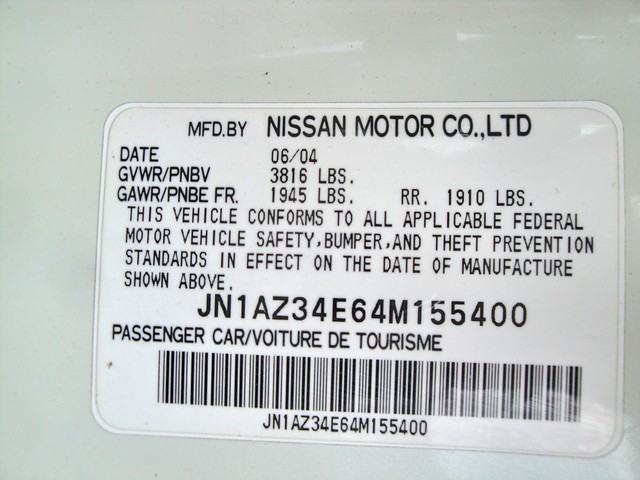 MFD.BY NISSAN MOTOR CO.,LTD
DATE 06/04
GVWR/PNBV 3816 LBS.
GAWR/PNBE FR. 1945 LBS. RR. 1910 LBS.
THIS VEHICLE CONFORMS TO ALL APPLICABLE FEDERAL
MOTOR VEHICLE SAFETY,BUMPER,AND THEFT PREVENTION
STANDARDS IN EFFECT ON THE DATE OF MANUFACTURE
SHOWN ABOVE.
JN1AZ34E64M155400
PASSENGER CAR/VOITURE DE TOURISME
JN1AZ34E64M155400